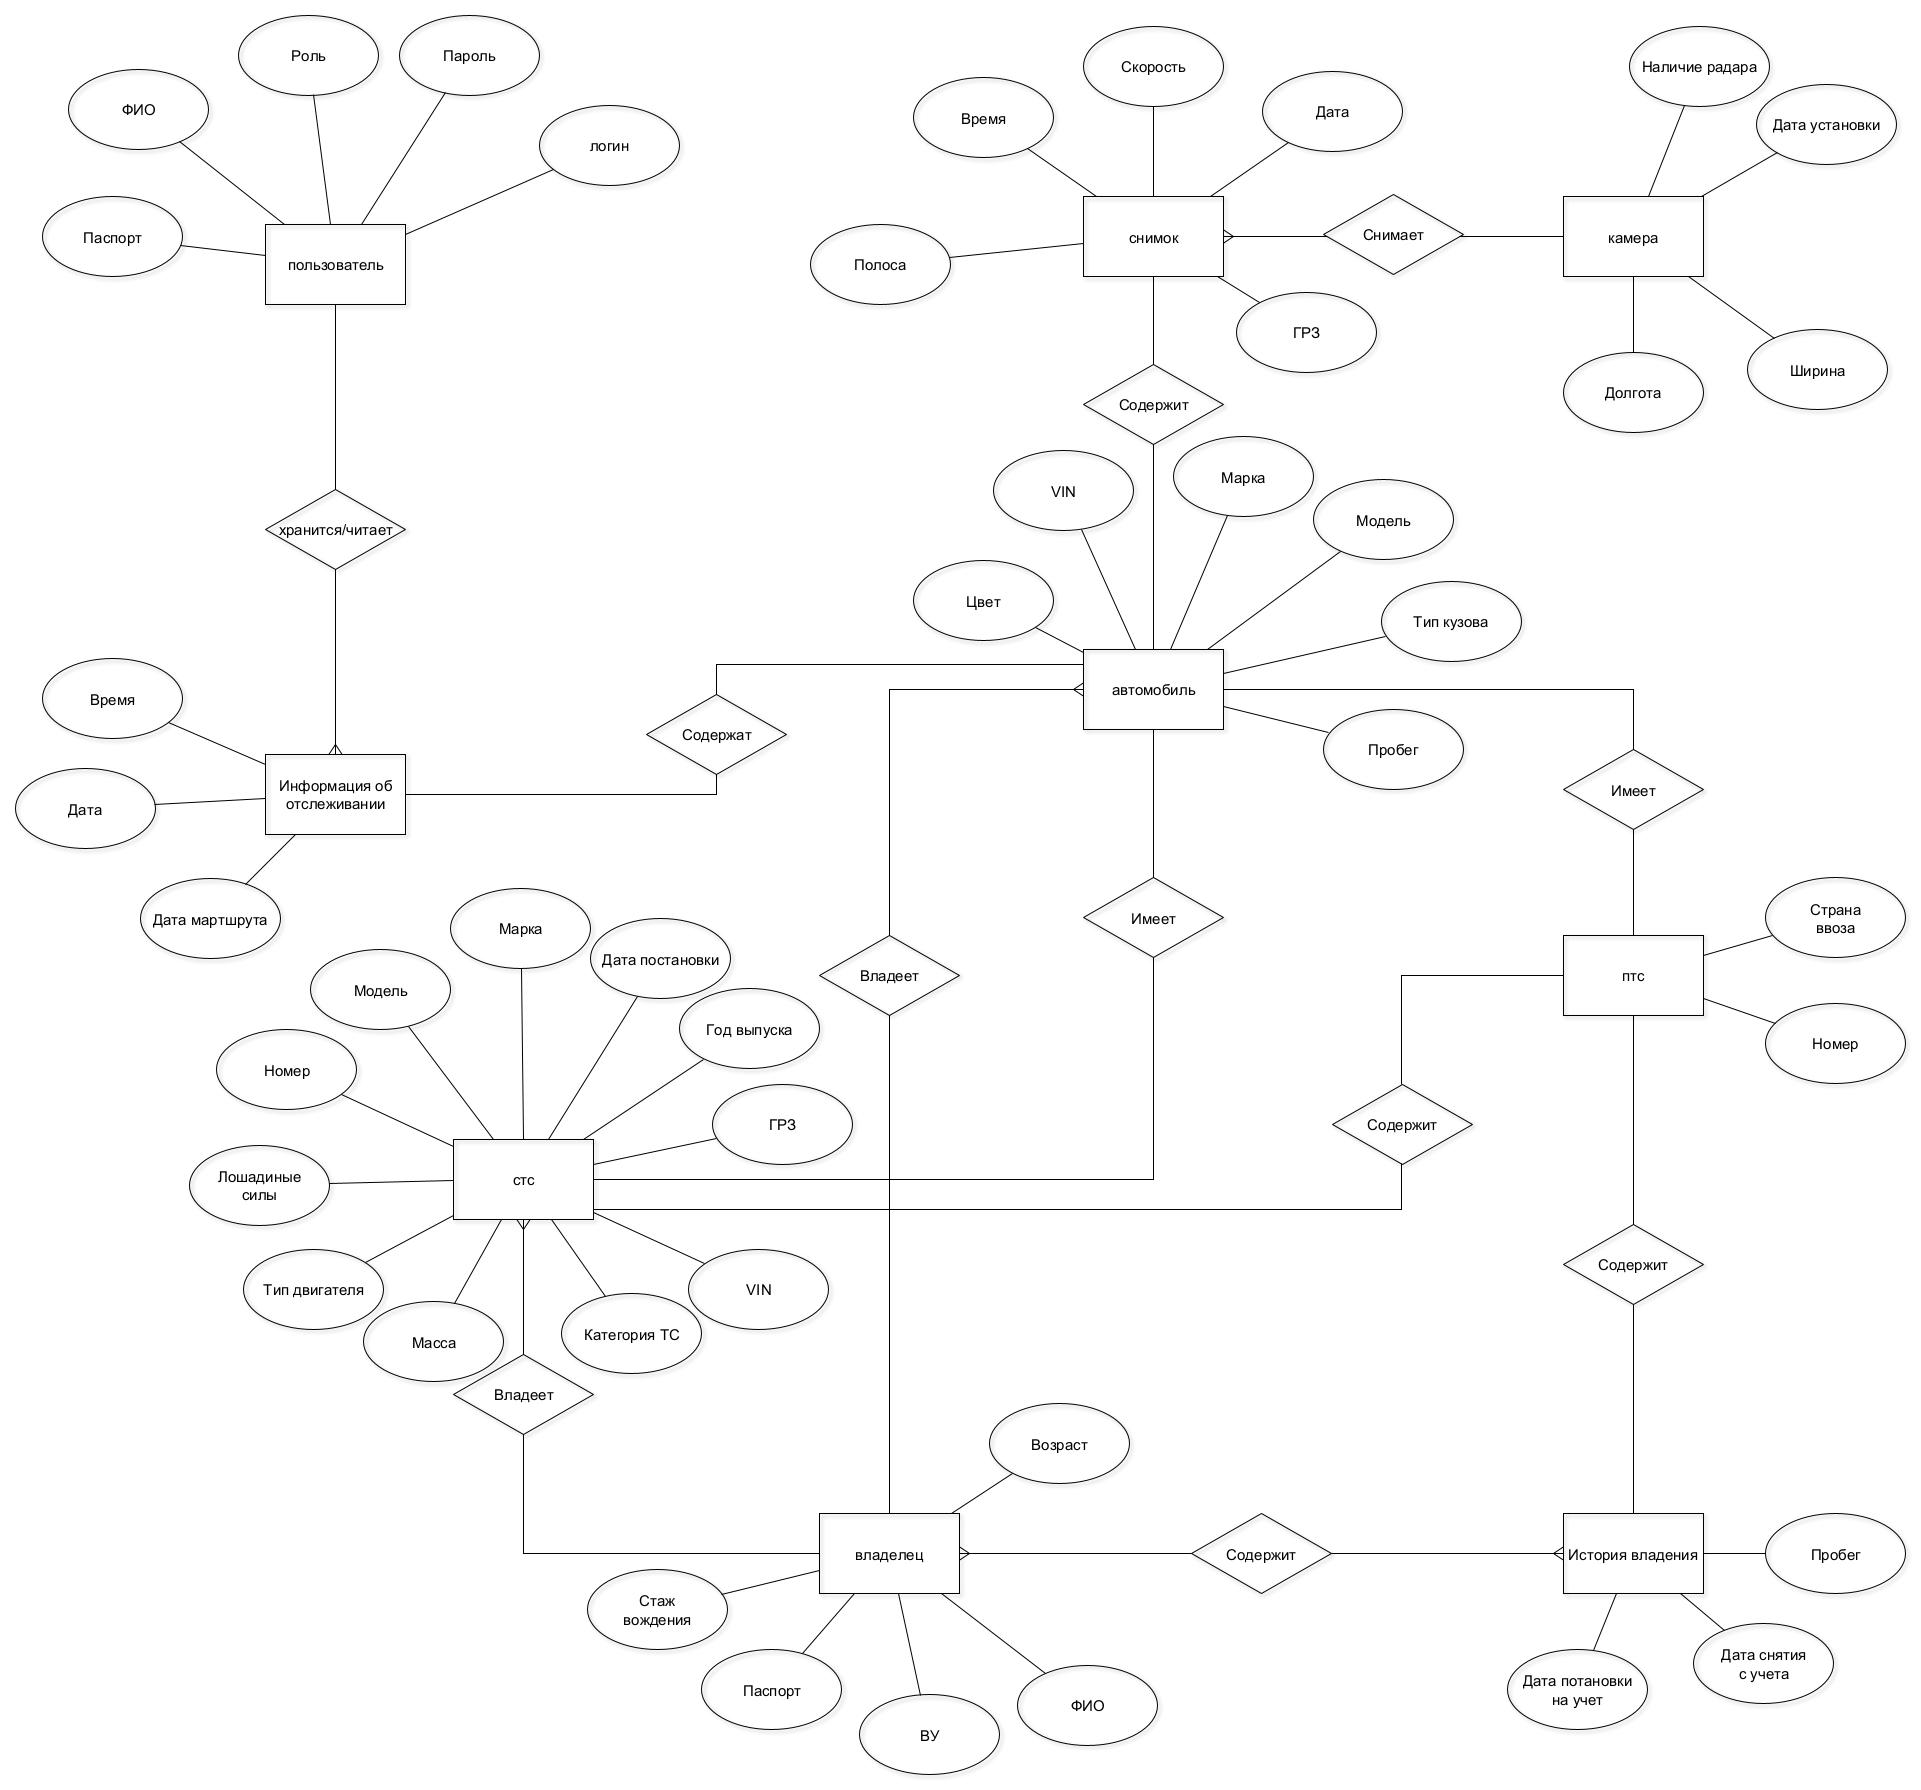 Роль
Пароль
ФИО
логин
Паспорт
пользователь
Скорость
Время
Дата
Полоса
снимок
Снимает
ГРЗ
Наличие радара
Дата установки
камера
Долгота
Ширина
Содержит
VIN
Марка
Модель
Цвет
Тип кузова
автомобиль
Пробег
хранится/читает
Содержат
Имеет
Время
Информация об
отслеживании
Дата
Дата мартшрута
Марка
Дата постановки
Модель
Год выпуска
Номер
ГРЗ
Владеет
Имеет
Страна
ввоза
птс
Номер
Содержит
Лошадиные
силы
стс
Тип двигателя
VIN
Масса
Категория ТС
Содержит
Владеет
Возраст
владелец
Содержит
История владения
Пробег
Стаж
вождения
Паспорт
ВУ
ФИО
Дата потановки
на учет
Дата снятия
с учета